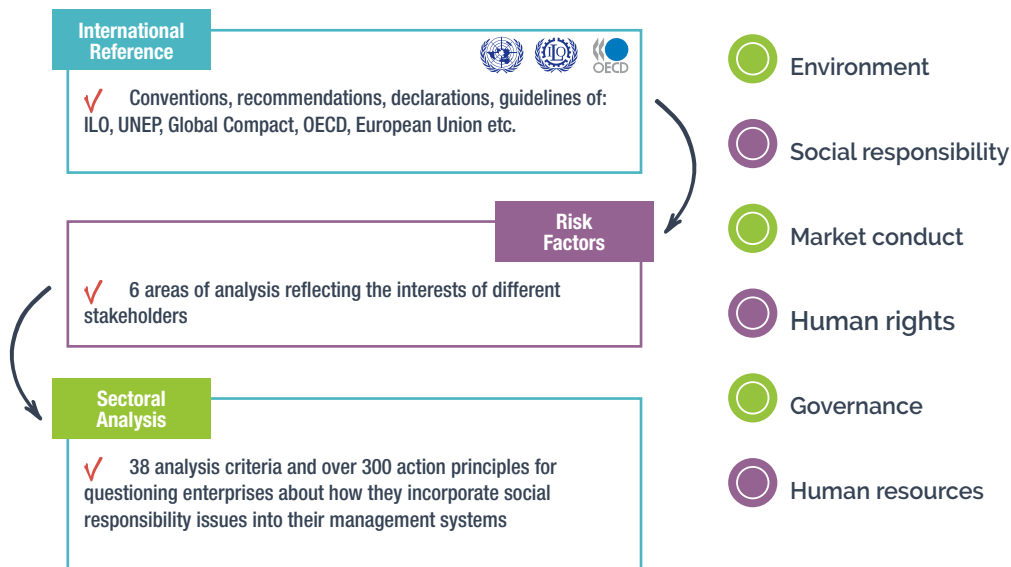 International
Reference
ILO
OECD
✓ Conventions, recommendations, declarations, guidelines of:
ILO, UNEP, Global Compact, OECD, European Union etc.
Risk
Factors
✓ 6 areas of analysis reflecting the interests of different
stakeholders
Sectoral
Analysis
✓ 38 analysis criteria and over 300 action principles for
questioning enterprises about how they incorporate social
responsibility issues into their management systems
Environment
Social responsibility
Market conduct
Human rights
Governance
Human resources